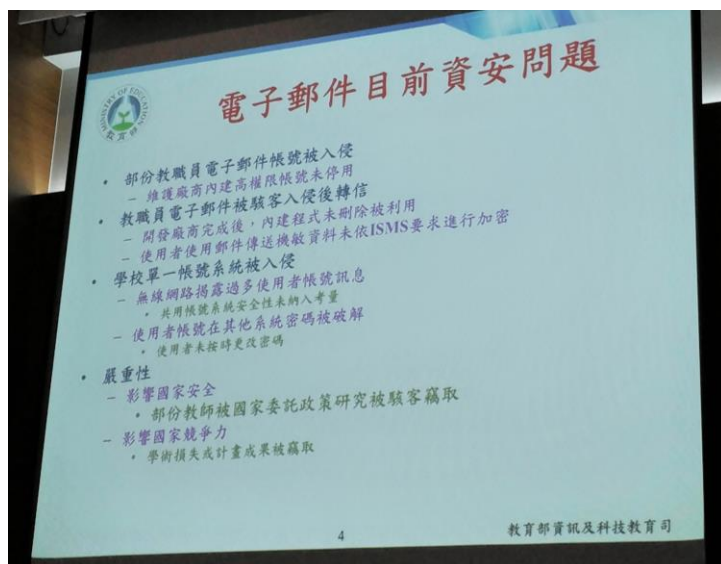 MINISTRY OF EDUCATION
教育部
電子郵件目前資安問題
• 部份教職員電子郵件帳號被入侵
– 維護廠商內建高權限帳號未停用
• 教職員電子郵件被駭客入侵後轉信
– 開發廠商完成後，內建程式未刪除被利用
– 使用者使用郵件傳送機敏資料未依ISMS要求進行加密
• 學校單一帳號系統被入侵
– 無線網路揭露過多使用者帳號訊息
• 共用帳號系統安全性未納入考量
– 使用者帳號在其他系統密碼被破解
• 使用者未按時更改密碼
• 嚴重性
– 影響國家安全
• 部份教師被國家委託政策研究被駭客竊取
– 影響國家競爭力
• 學術損失或計畫成果被竊取
4
教育部資訊及科技教育司